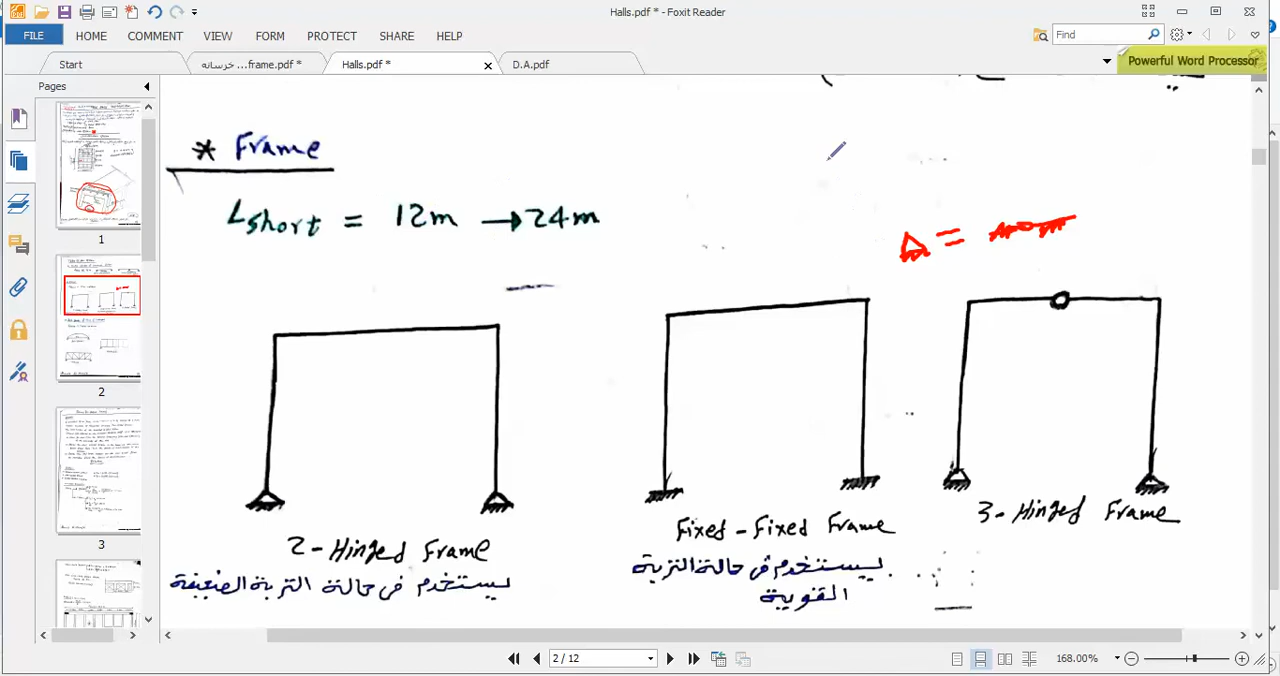 Halls.pdf * - Foxit Reader
FILE HOME COMMENT VIEW FORM PROTECT SHARE HELP
Find
Start
خرسانه ...frame.pdf *
Halls.pdf *
D.A.pdf
Powerful Word Processor
Pages
1
2
3
* Frame
Lshort = 12m → 24m
Δ =
2-Hinged Frame
يستخدم فى حالة التربة الضعيفة
Fixed-Fixed Frame
يستخدم فى حالة التربة
القوية
3-Hinged Frame
2 / 12
168.00%